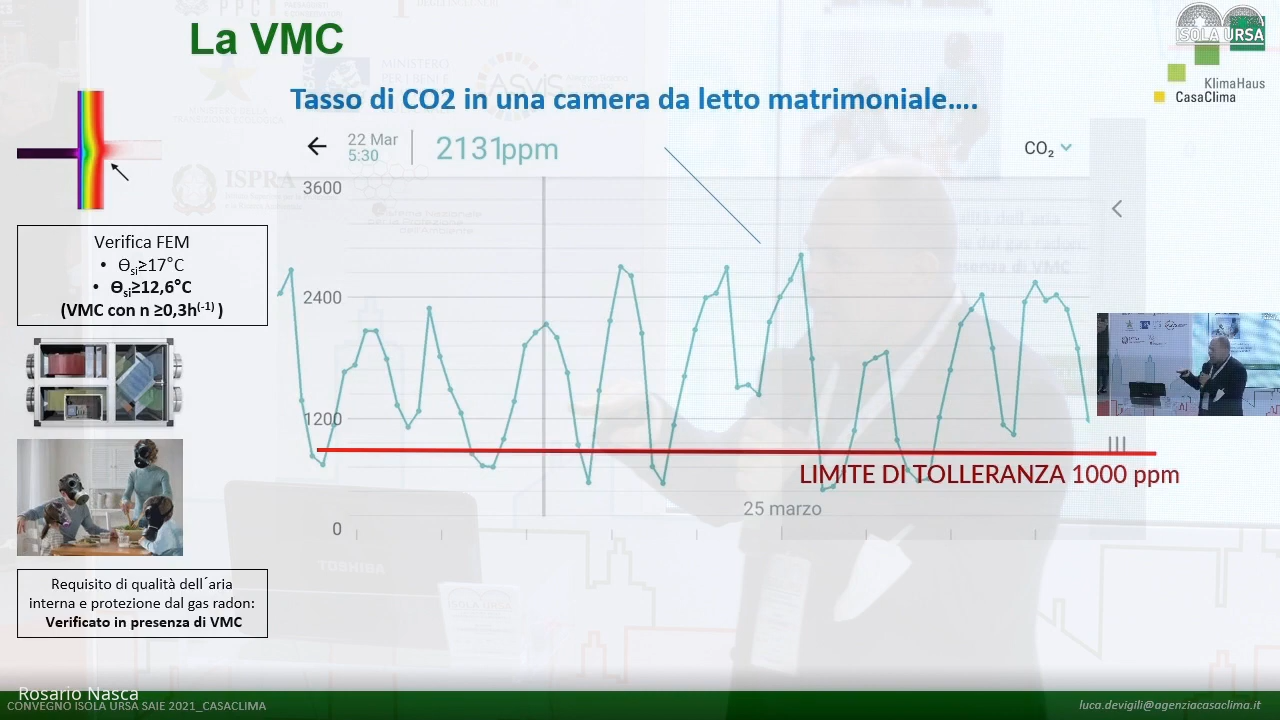 La VMC
ISOLA URSA
KlimaHaus
CasaClima
Tasso di CO2 in una camera da letto matrimoniale….
22 Mar
5:30
2131ppm
CO₂
3600
2400
1200
0
25 marzo
LIMITE DI TOLLERANZA 1000 ppm
Verifica FEM
• ϴsi≥17°C
• ϴsi≥12,6°C
(VMC con n ≥0,3h(-1) )
ISPRA
TOSHIBA
Requisito di qualità dell´aria
interna e protezione dal gas radon:
Verificato in presenza di VMC
Rosario Nasca
CONVEGNO ISOLA URSA SAIE 2021_CASACLIMA
luca.devigili@agenziacasaclima.it